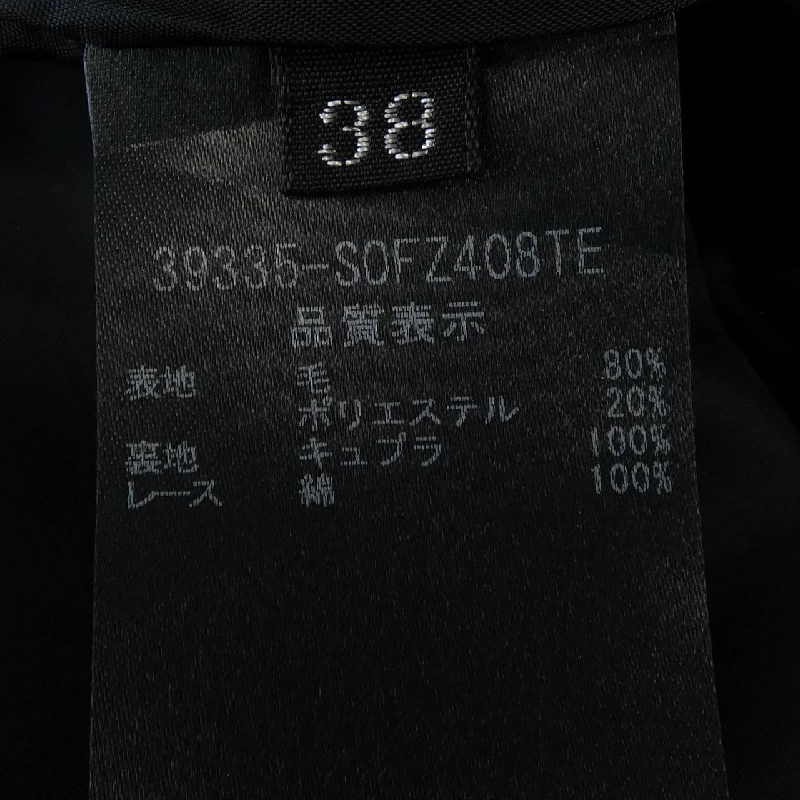 38
39335-S0FZ408TE
品質表示
表地 毛 80%
ポリエステル 20%
裏地 キュプラ 100%
レース 綿 100%